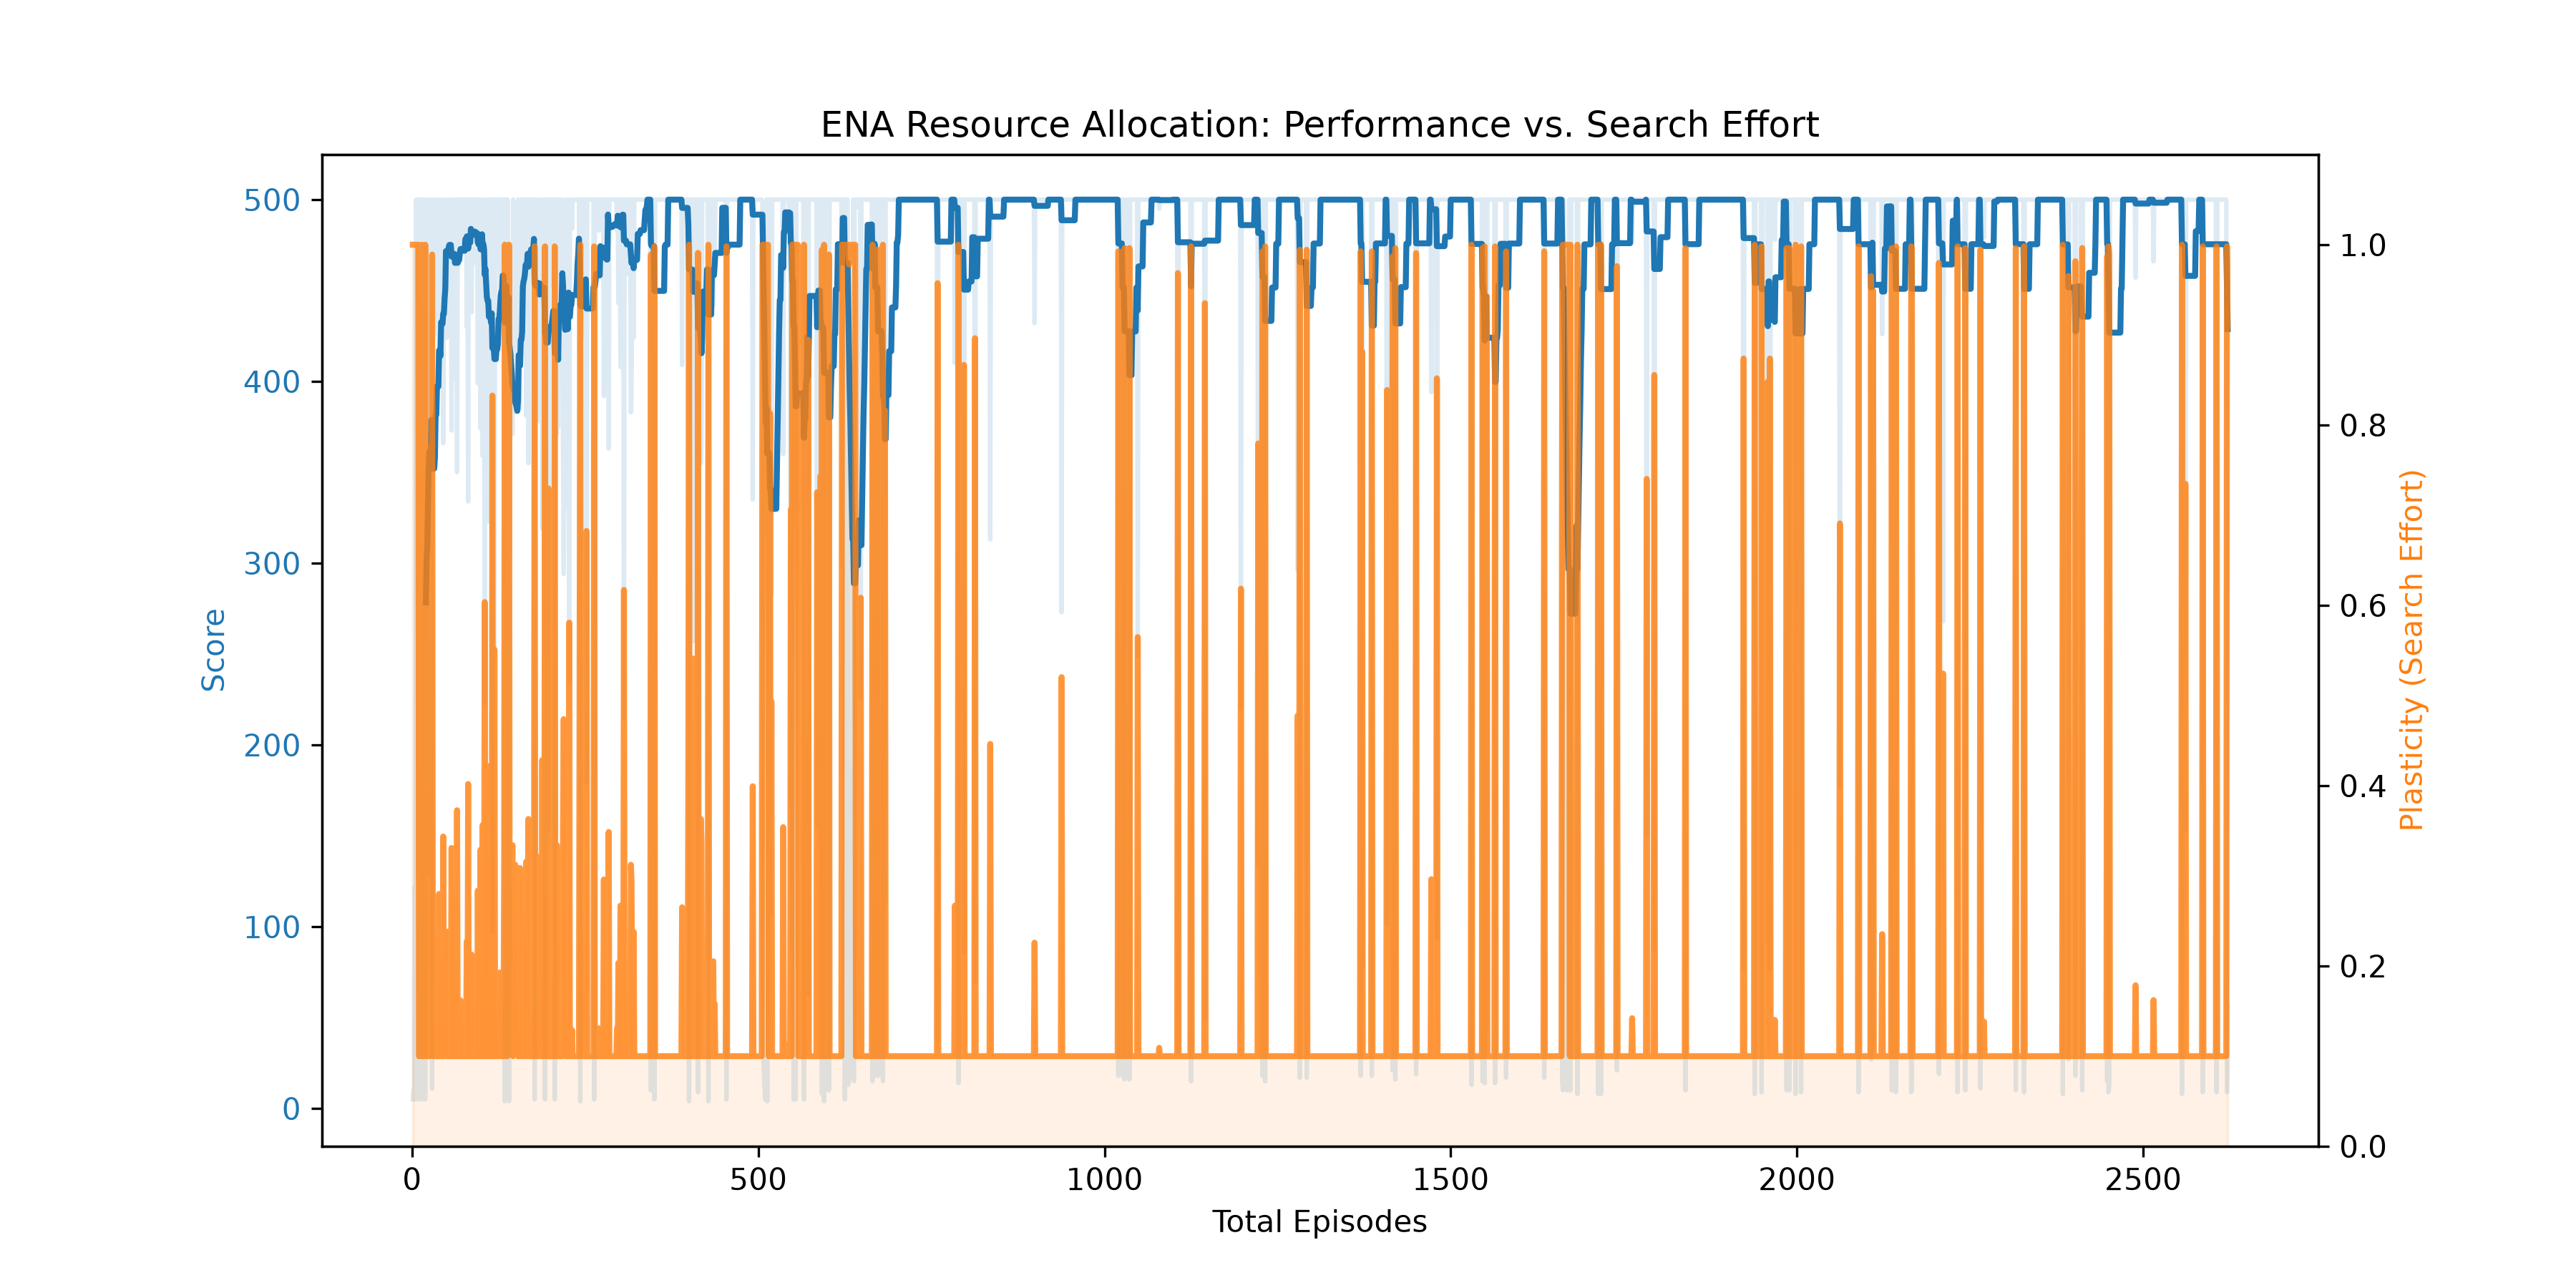 ENA Resource Allocation: Performance vs. Search Effort
500
400
300
200
100
0
Score
1.0
0.8
0.6
0.4
0.2
0.0
Plasticity (Search Effort)
0 500 1000 1500 2000 2500
Total Episodes